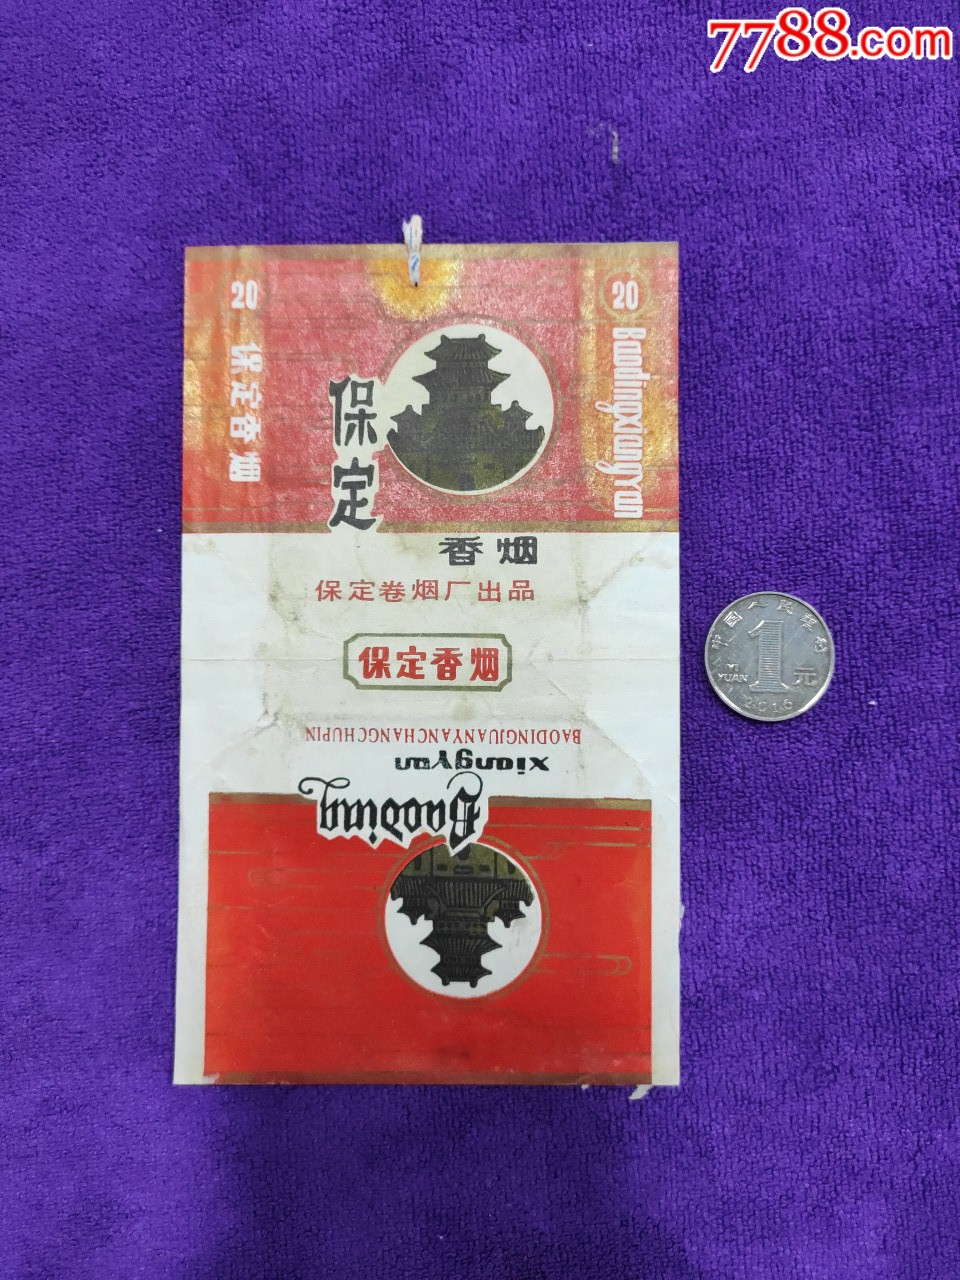 7788.com
20
保定香烟
20
Baodingxiangyan
保定
香烟
保定卷烟厂出品
保定香烟
BAODINGJUANYANCHANGCHUPIN
xiangyan
Baoding
中国人民银行
1
YI
YUAN
元
2016